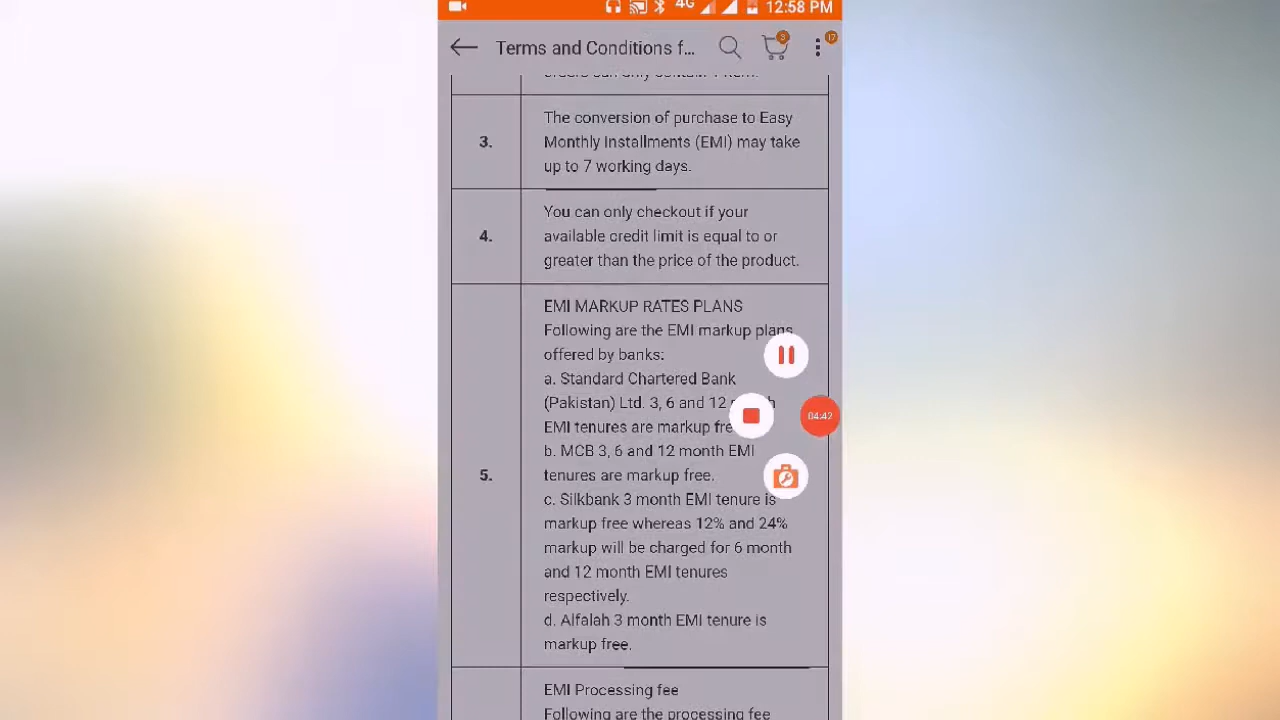 4G 12:58 PM
Terms and Conditions f... 3 17
3. The conversion of purchase to Easy
Monthly Installments (EMI) may take
up to 7 working days.
4. You can only checkout if your
available credit limit is equal to or
greater than the price of the product.
5. EMI MARKUP RATES PLANS
Following are the EMI markup plans
offered by banks:
a. Standard Chartered Bank
(Pakistan) Ltd. 3, 6 and 12
EMI tenures are markup
b. MCB 3, 6 and 12 month EMI
tenures are markup free.
c. Silkbank 3 month EMI tenure is
markup free whereas 12% and 24%
markup will be charged for 6 month
and 12 month EMI tenures
respectively.
d. Alfalah 3 month EMI tenure is
markup free.
EMI Processing fee
Following are the processing fee
04:42